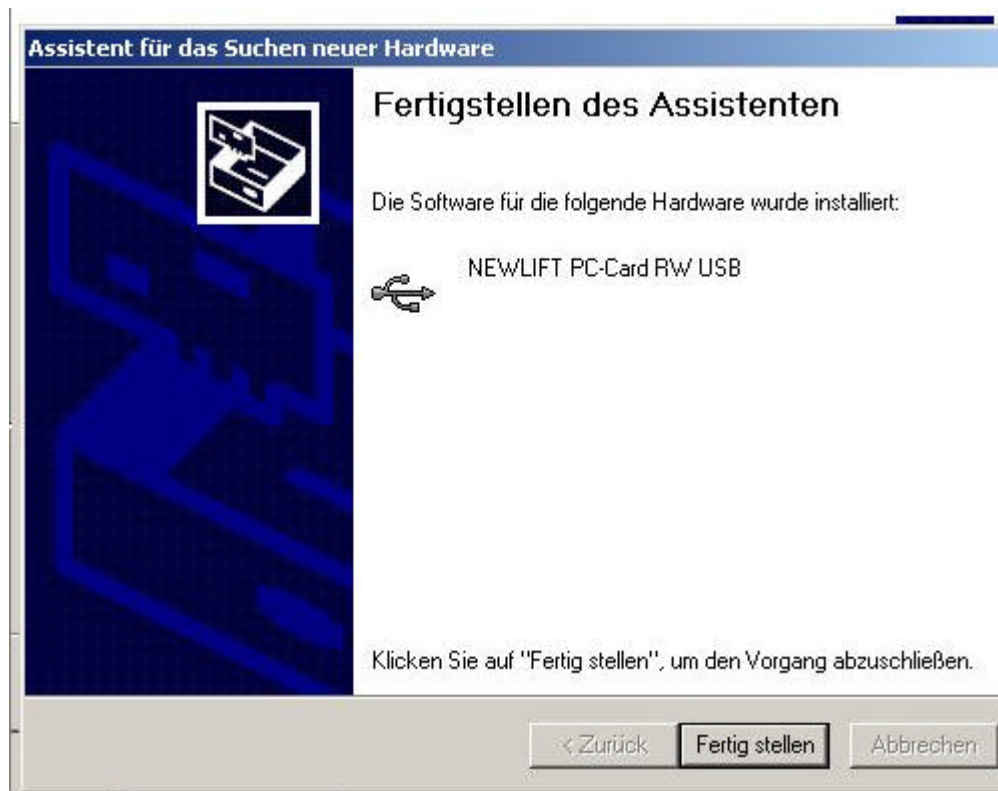 Assistent für das Suchen neuer Hardware
Fertigstellen des Assistenten
Die Software für die folgende Hardware wurde installiert:
NEWLIFT PC-Card RW USB
Klicken Sie auf "Fertig stellen", um den Vorgang abzuschließen.
< Zurück Fertig stellen Abbrechen